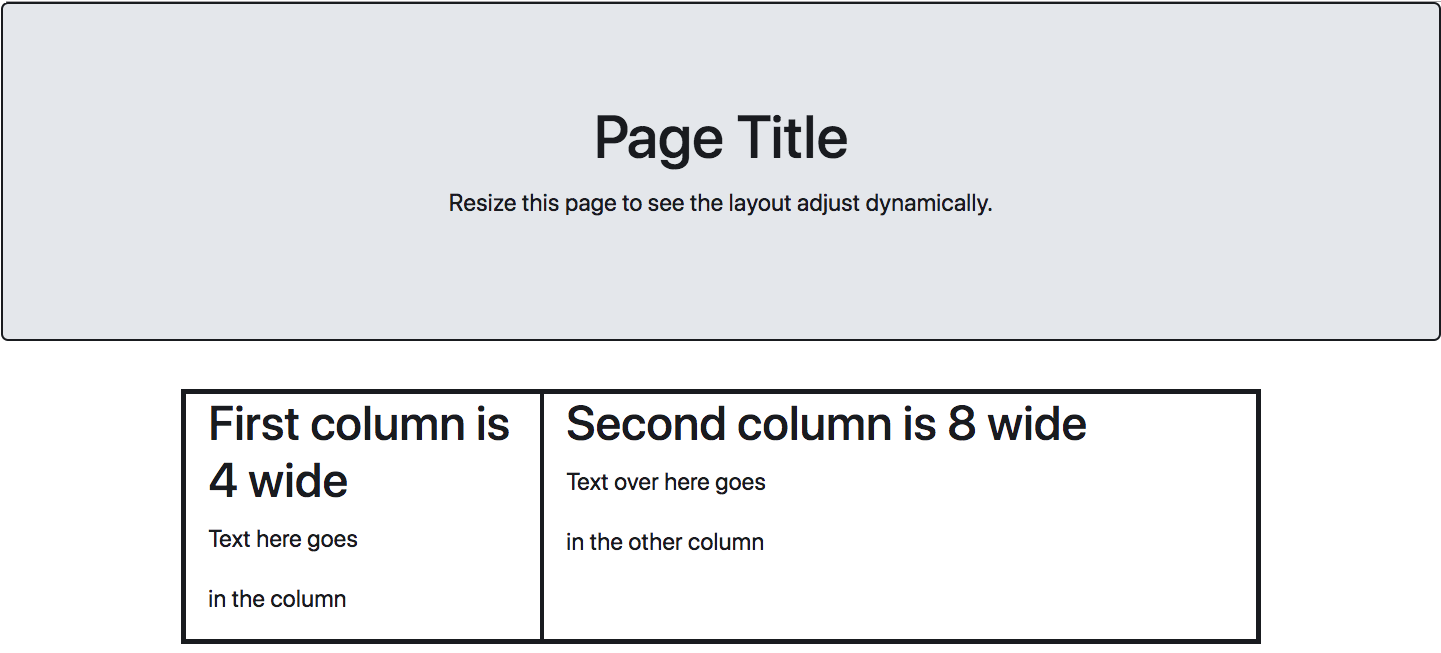 Page Title
Resize this page to see the layout adjust dynamically.
First column is
4 wide
Text here goes
in the column
Second column is 8 wide
Text over here goes
in the other column